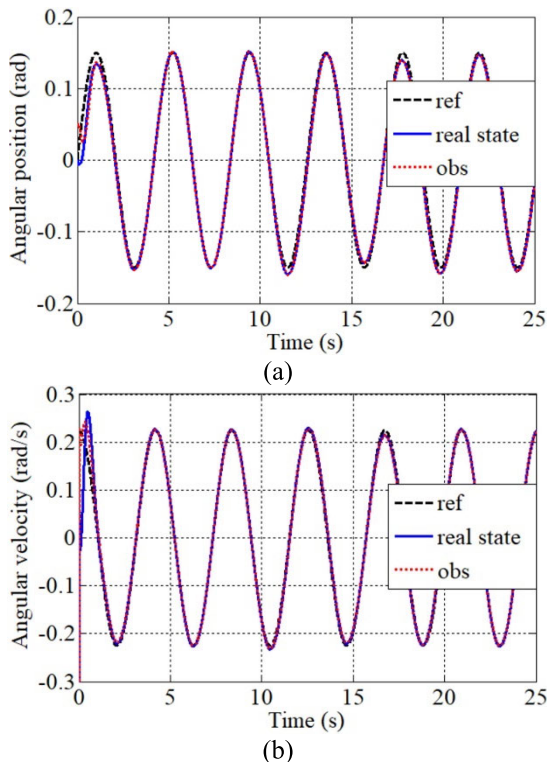 0.2
0.1
0
-0.1
-0.2
Angular position (rad)
ref
real state
obs
0 5 10 15 20 25
Time (s)
(a)
0.3
0.2
0.1
0
-0.1
-0.2
-0.3
Angular velocity (rad/s)
ref
real state
obs
0 5 10 15 20 25
Time (s)
(b)